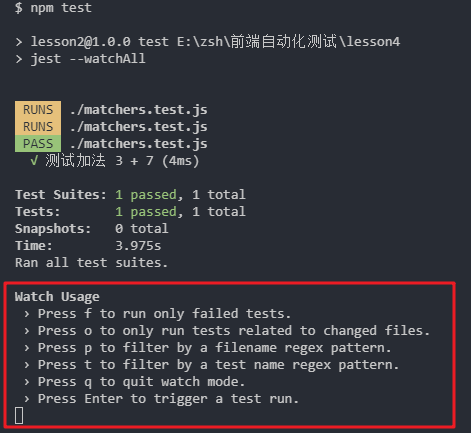 $ npm test
> lesson2@1.0.0 test E:\zsh\前端自动化测试\lesson4
> jest --watchAll
RUNS ./matchers.test.js
RUNS ./matchers.test.js
PASS ./matchers.test.js
√ 测试加法 3 + 7 (4ms)
Test Suites: 1 passed, 1 total
Tests: 1 passed, 1 total
Snapshots: 0 total
Time: 3.975s
Ran all test suites.
Watch Usage
› Press f to run only failed tests.
› Press o to only run tests related to changed files.
› Press p to filter by a filename regex pattern.
› Press t to filter by a test name regex pattern.
› Press q to quit watch mode.
› Press Enter to trigger a test run.